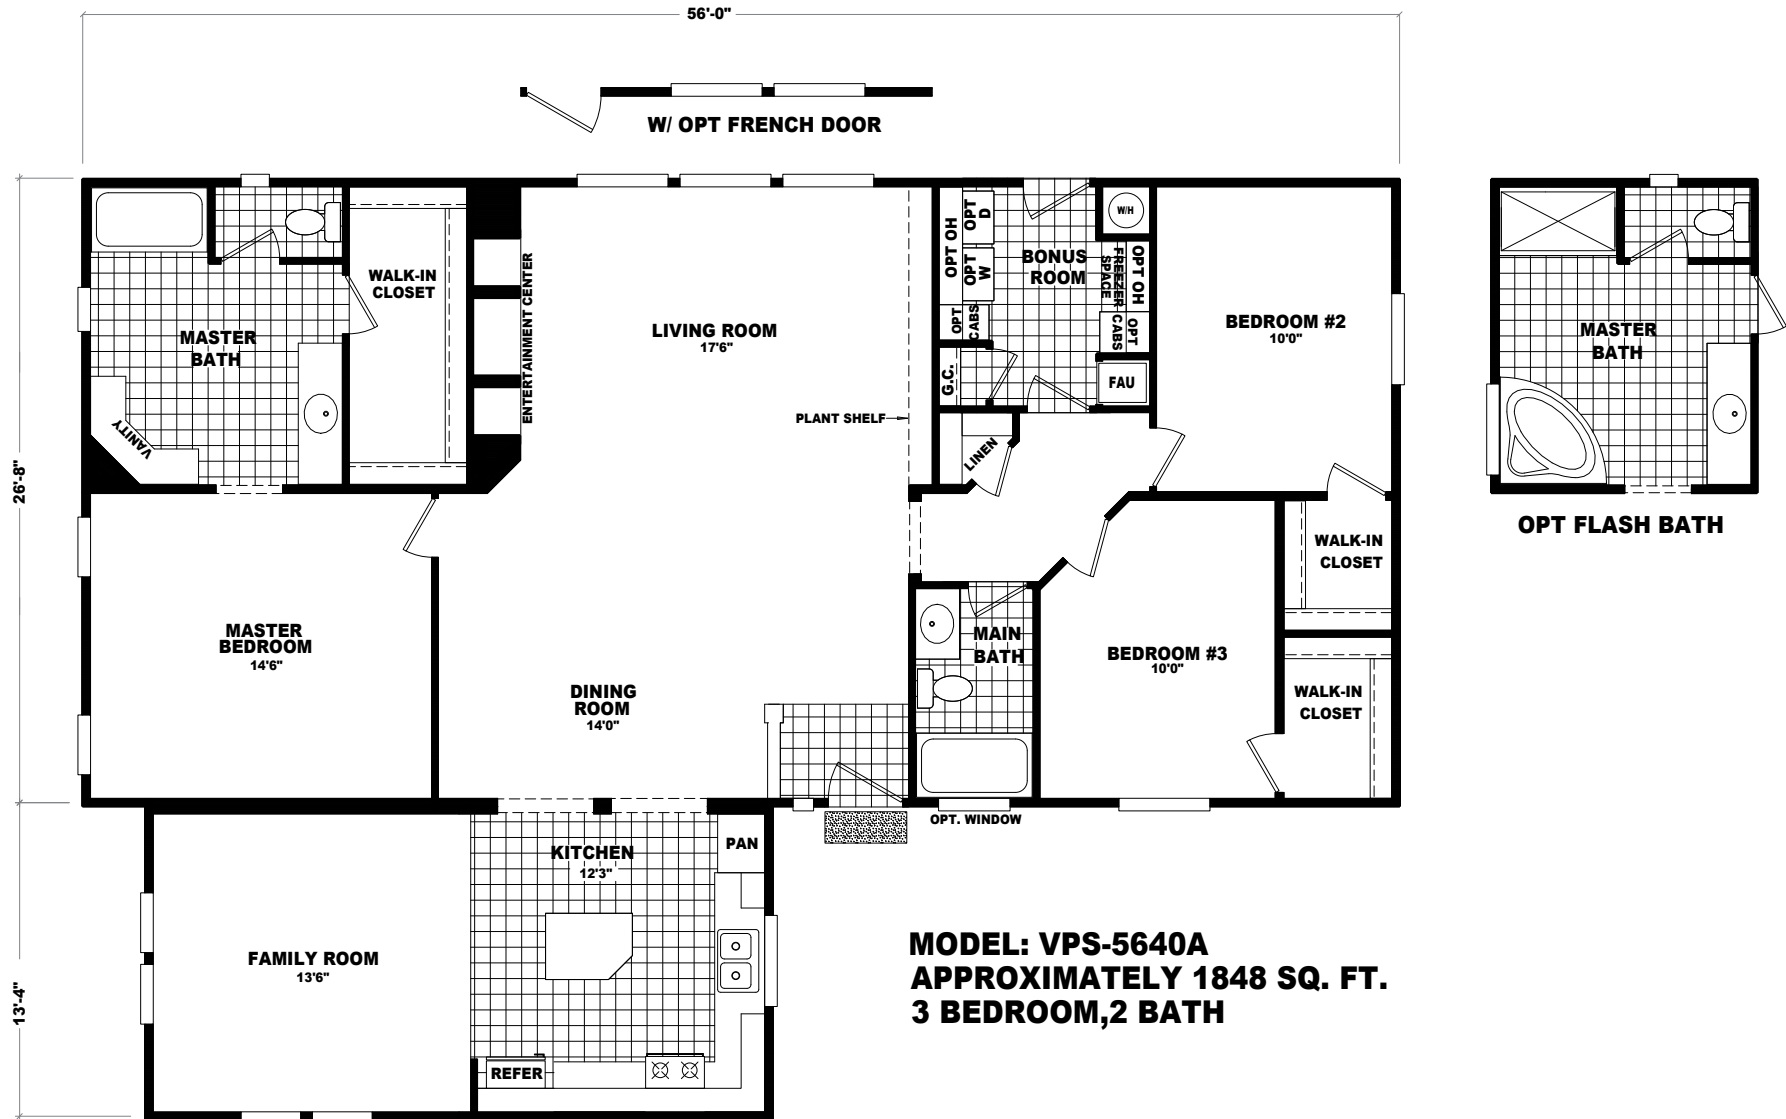 56'-0"
W/ OPT FRENCH DOOR
26'-8"
13'-4"
MASTER
BATH
VANITY
WALK-IN
CLOSET
ENTERTAINMENT CENTER
LIVING ROOM
17'6"
PLANT SHELF
OPT OH
OPT
D
OPT
W
OPT
CABS
G.C.
LINEN
BONUS
ROOM
W/H
FREEZER
SPACE
OPT OH
OPT
CABS
FAU
BEDROOM #2
10'0"
WALK-IN
CLOSET
MASTER
BATH
OPT FLASH BATH
MASTER
BEDROOM
14'6"
DINING
ROOM
14'0"
MAIN
BATH
OPT. WINDOW
BEDROOM #3
10'0"
WALK-IN
CLOSET
FAMILY ROOM
13'6"
KITCHEN
12'3"
PAN
REFER
MODEL: VPS-5640A
APPROXIMATELY 1848 SQ. FT.
3 BEDROOM,2 BATH